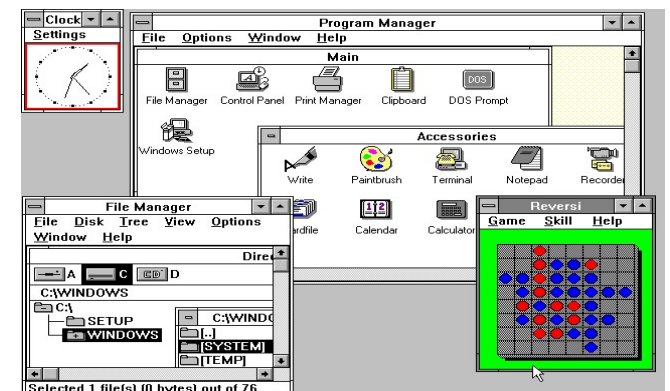 Clock
Settings
Program Manager
File Options Window Help
Main
File Manager Control Panel Print Manager Clipboard DOS Prompt
DOS
Windows Setup
Accessories
Write Paintbrush Terminal Notepad Recorder
rdfile Calendar Calculator
File Manager
File Disk Tree View Options
Window Help
Direc
A C D
C:\WINDOWS
C:\
SETUP
WINDOWS
C:\WINDO
[..]
[SYSTEM]
[TEMP]
Selected 1 file(s) (0 bytes) out of 76
Reversi
Game Skill Help